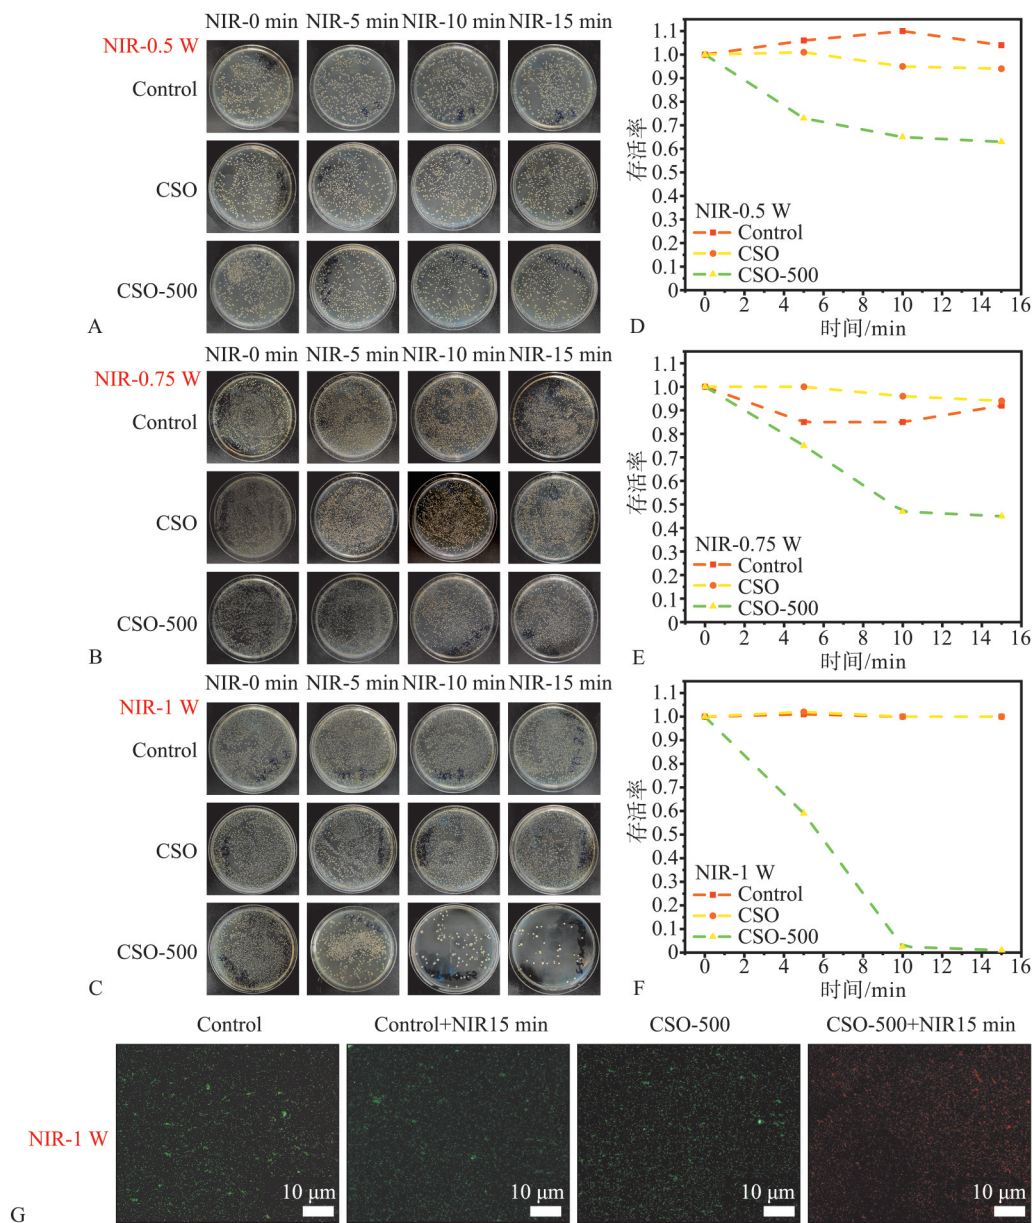 NIR-0 min NIR-5 min NIR-10 min NIR-15 min
NIR-0.5 W
Control
CSO
CSO-500
A
1.1
1.0
0.9
0.8
0.7
0.6
0.5
0.4
0.3
0.2
0.1
0
存活率
NIR-0.5 W
Control
CSO
CSO-500
0 2 4 6 8 10 12 14 16
时间/min
D
NIR-0 min NIR-5 min NIR-10 min NIR-15 min
NIR-0.75 W
Control
CSO
CSO-500
B
1.1
1.0
0.9
0.8
0.7
0.6
0.5
0.4
0.3
0.2
0.1
0
存活率
NIR-0.75 W
Control
CSO
CSO-500
0 2 4 6 8 10 12 14 16
时间/min
E
NIR-0 min NIR-5 min NIR-10 min NIR-15 min
NIR-1 W
Control
CSO
CSO-500
C
1.1
1.0
0.9
0.8
0.7
0.6
0.5
0.4
0.3
0.2
0.1
0
存活率
NIR-1 W
Control
CSO
CSO-500
0 2 4 6 8 10 12 14 16
时间/min
F
Control Control+NIR15 min CSO-500 CSO-500+NIR15 min
NIR-1 W
10 μm 10 μm 10 μm 10 μm
G